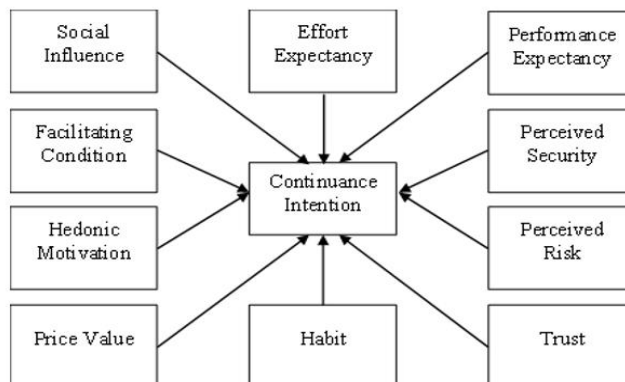 Social
Influence
Effort
Expectancy
Performance
Expectancy
Facilitating
Condition
Continuance
Intention
Perceived
Security
Hedonic
Motivation
Perceived
Risk
Price Value
Habit
Trust